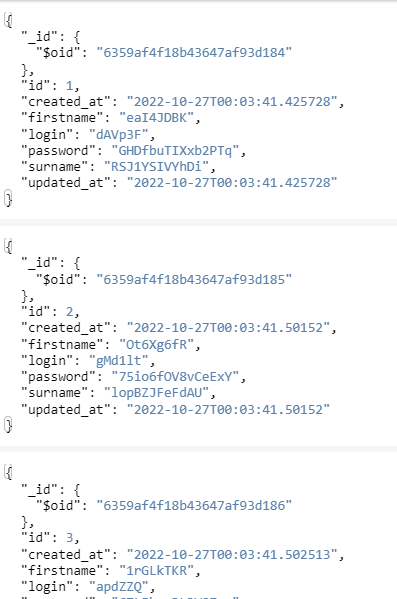 {
"_id": {
"$oid": "6359af4f18b43647af93d184"
},
"id": 1,
"created_at": "2022-10-27T00:03:41.425728",
"firstname": "eaI4JDBK",
"login": "dAVp3F",
"password": "GHDfbuTIXxb2PTq",
"surname": "RSJ1YSIVYhDi",
"updated_at": "2022-10-27T00:03:41.425728"
}
{
"_id": {
"$oid": "6359af4f18b43647af93d185"
},
"id": 2,
"created_at": "2022-10-27T00:03:41.50152",
"firstname": "Ot6Xg6fR",
"login": "gMd1lt",
"password": "75io6fOV8vCeExY",
"surname": "lopBZJFeFdAU",
"updated_at": "2022-10-27T00:03:41.50152"
}
{
"_id": {
"$oid": "6359af4f18b43647af93d186"
},
"id": 3,
"created_at": "2022-10-27T00:03:41.502513",
"firstname": "1rGLkTKR",
"login": "apdZZQ",